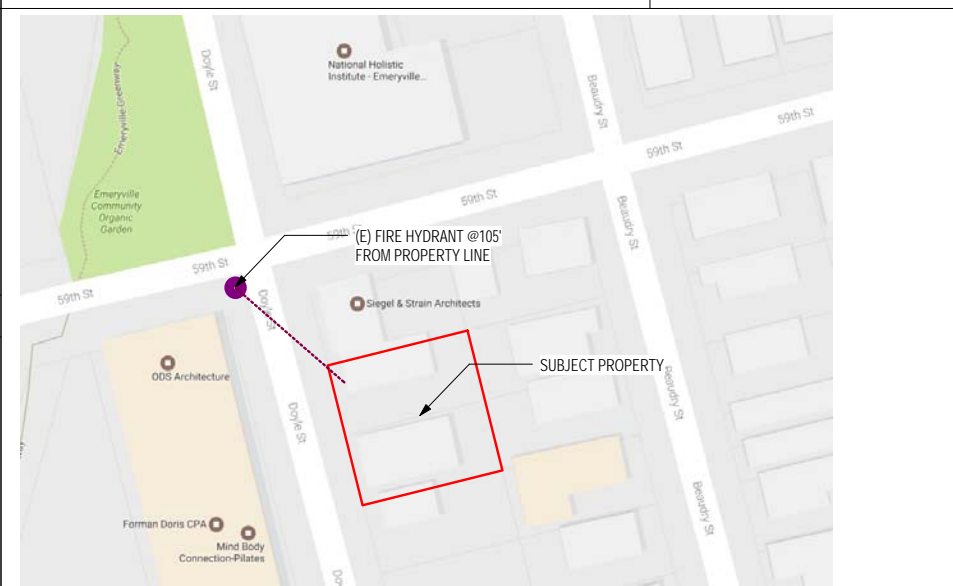 National Holistic
Institute - Emeryville...
Doyle St
Beaudry St
Emeryville Greenway
59th St
59th St
Emeryville
Community
Organic
Garden
59th St
Beaudry St
(E) FIRE HYDRANT @105'
FROM PROPERTY LINE
59th St
59th St
Doyle St
Siegel & Strain Architects
ODS Architecture
SUBJECT PROPERTY
Beaudry St
Doyle St
Forman Doris CPA
Mind Body
Connection-Pilates
Beaudry St